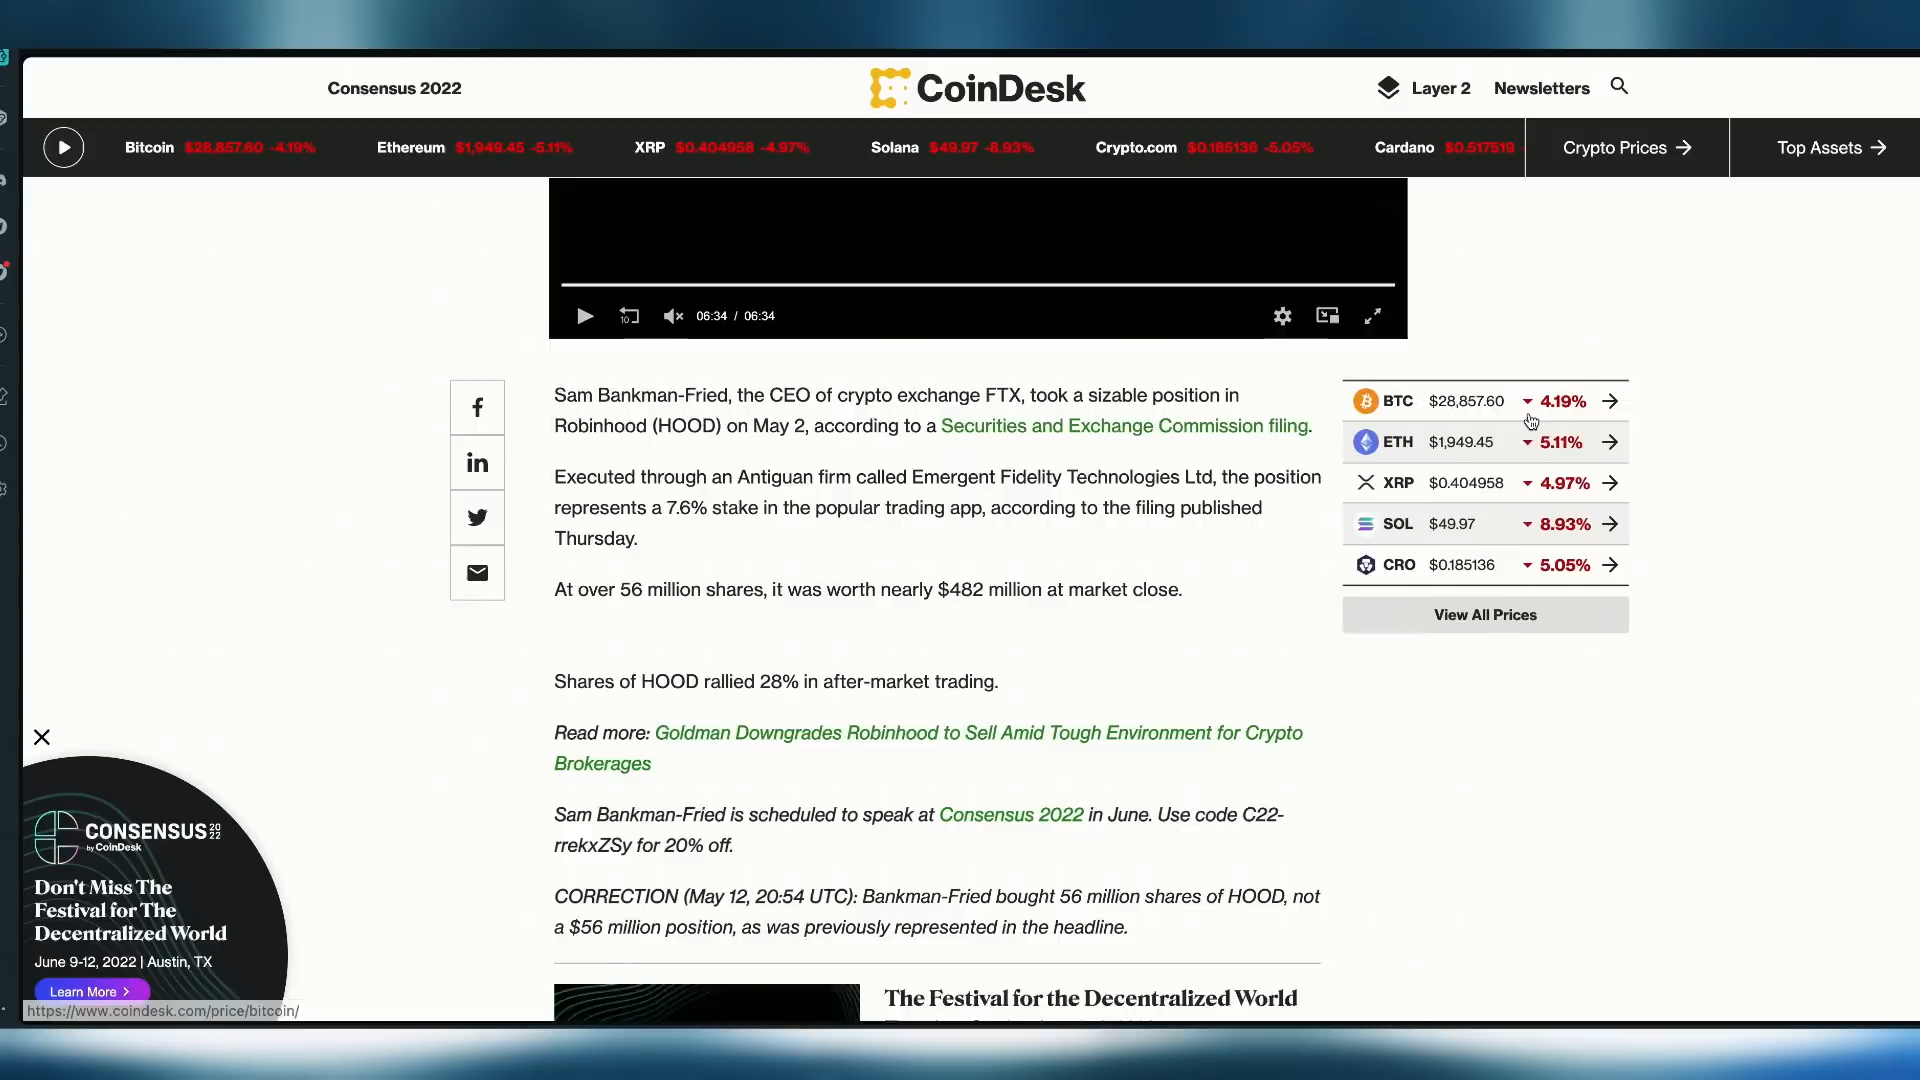 Consensus 2022
CoinDesk
Layer 2
Newsletters
Bitcoin $28,857.60 -4.19%
Ethereum $1,949.45 -5.11%
XRP $0.404958 -4.97%
Solana $49.97 -8.93%
Crypto.com $0.185136 -5.05%
Cardano $0.517519
Crypto Prices
Top Assets
10
06:34 / 06:34
Sam Bankman-Fried, the CEO of crypto exchange FTX, took a sizable position in
Robinhood (HOOD) on May 2, according to a Securities and Exchange Commission filing.
Executed through an Antiguan firm called Emergent Fidelity Technologies Ltd, the position
represents a 7.6% stake in the popular trading app, according to the filing published
Thursday.
At over 56 million shares, it was worth nearly $482 million at market close.
Shares of HOOD rallied 28% in after-market trading.
Read more: Goldman Downgrades Robinhood to Sell Amid Tough Environment for Crypto
Brokerages
Sam Bankman-Fried is scheduled to speak at Consensus 2022 in June. Use code C22-
rrekxZSy for 20% off.
CORRECTION (May 12, 20:54 UTC): Bankman-Fried bought 56 million shares of HOOD, not
a $56 million position, as was previously represented in the headline.
The Festival for the Decentralized World
BTC $28,857.60 4.19%
ETH $1,949.45 5.11%
XRP $0.404958 4.97%
SOL $49.97 8.93%
CRO $0.185136 5.05%
View All Prices
CONSENSUS 20 22
by CoinDesk
Don't Miss The
Festival for The
Decentralized World
June 9-12, 2022 | Austin, TX
Learn More
https://www.coindesk.com/price/bitcoin/